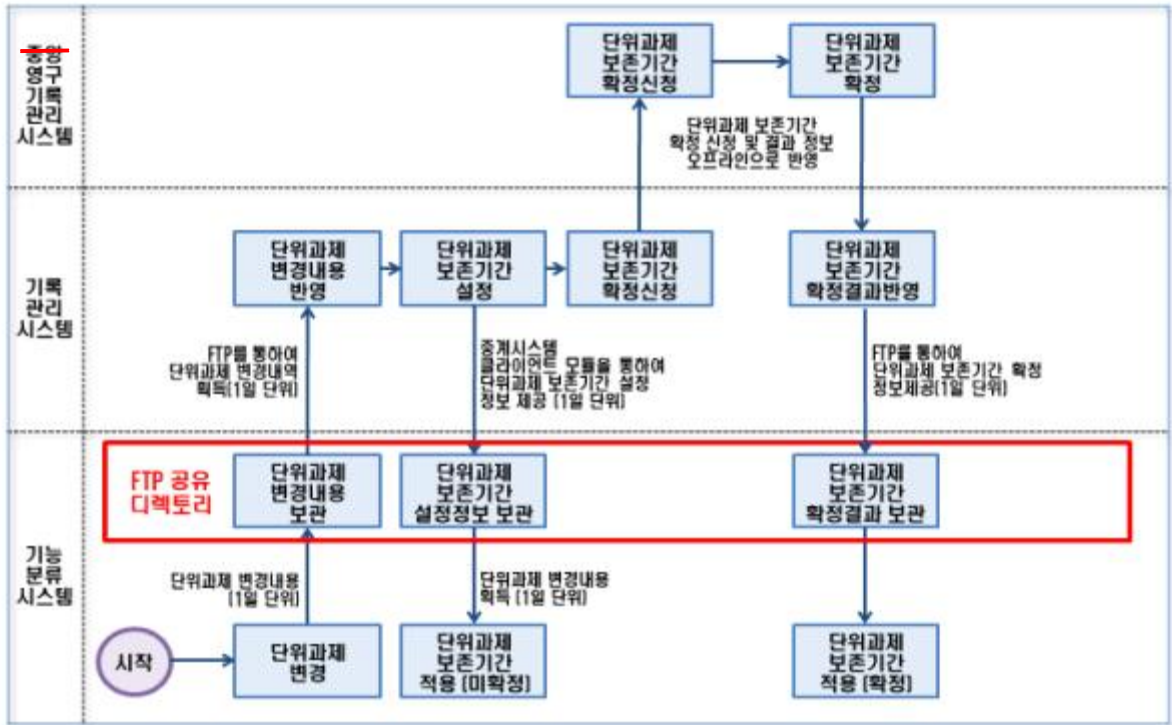 중앙
영구
기록
관리
시스템
단위과제
보존기간
확정신청
단위과제
보존기간
확정
단위과제 보존기간
확정 신청 및 결과 정보
오프라인으로 반영
기록
관리
시스템
단위과제
변경내용
반영
단위과제
보존기간
설정
단위과제
보존기간
확정신청
단위과제
보존기간
확정결과반영
FTP를 통하여
단위과제 변경내역
획득(1일 단위)
중계시스템
클라이언트 모듈을 통하여
단위과제 보존기간 설정
정보 제공 (1일 단위)
FTP를 통하여
단위과제 보존기간 확정
정보제공(1일 단위)
기능
분류
시스템
FTP 공유
디렉토리
단위과제
변경내용
보관
단위과제
보존기간
설정정보 보관
단위과제
보존기간
확정결과 보관
단위과제 변경내용
(1일 단위)
단위과제 변경내용
획득 (1일 단위)
시작
단위과제
변경
단위과제
보존기간
적용 (미확정)
단위과제
보존기간
적용 (확정)